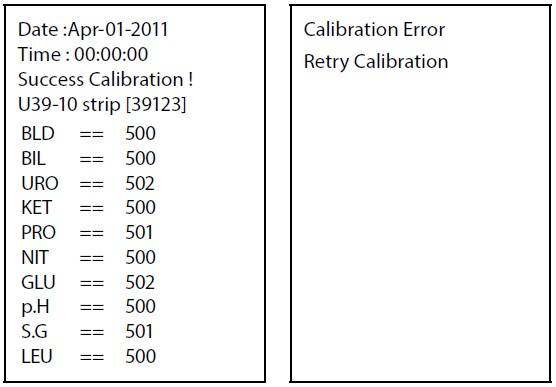 Date :Apr-01-2011
Time : 00:00:00
Success Calibration !
U39-10 strip [39123]
BLD == 500
BIL == 500
URO == 502
KET == 500
PRO == 501
NIT == 500
GLU == 502
p.H == 500
S.G == 501
LEU == 500
Calibration Error
Retry Calibration